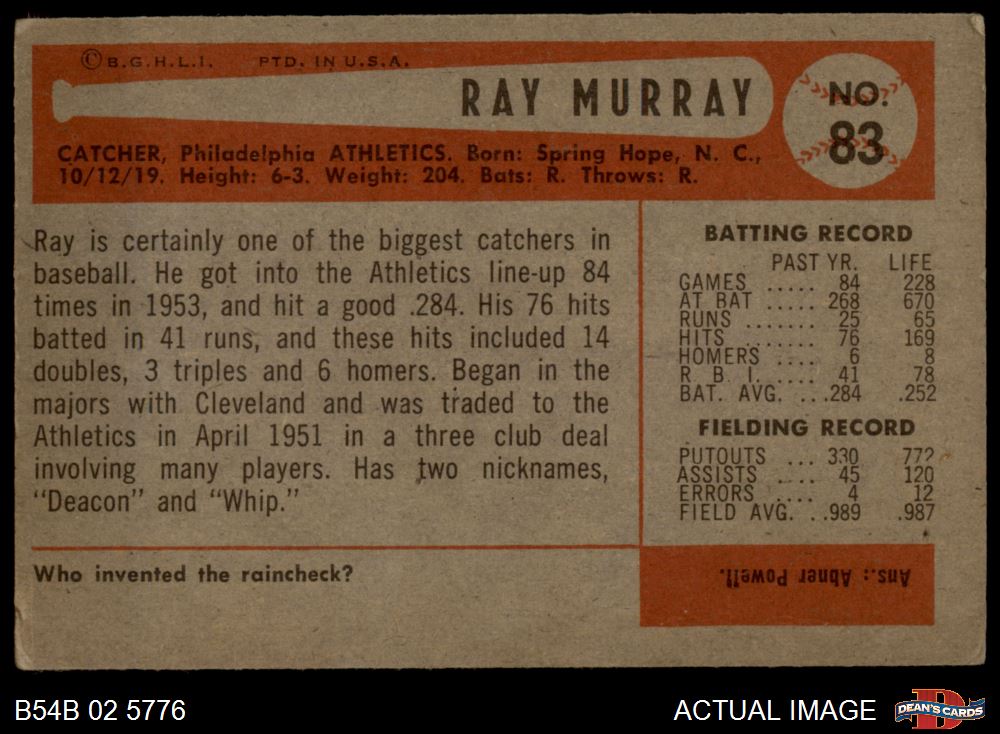 © B.G.H.L.I. PTD. IN U.S.A.
RAY MURRAY
NO. 83
CATCHER, Philadelphia ATHLETICS. Born: Spring Hope, N. C.,
10/12/19. Height: 6-3. Weight: 204. Bats: R. Throws: R.
Ray is certainly one of the biggest catchers in
baseball. He got into the Athletics line-up 84
times in 1953, and hit a good .284. His 76 hits
batted in 41 runs, and these hits included 14
doubles, 3 triples and 6 homers. Began in the
majors with Cleveland and was traded to the
Athletics in April 1951 in a three club deal
involving many players. Has two nicknames,
"Deacon" and "Whip."
BATTING RECORD
PAST YR. LIFE
GAMES ..... 84 228
AT BAT ..... 268 670
RUNS ....... 25 65
HITS ........ 76 169
HOMERS .... 6 8
R. B. I. ..... 41 78
BAT. AVG. ... .284 .252
FIELDING RECORD
PUTOUTS ... 330 772
ASSISTS .... 45 120
ERRORS .... 4 12
FIELD AVG. . .989 .987
Who invented the raincheck?
Ans.: Abner Powell.
B54B 02 5776
ACTUAL IMAGE
DEAN'S CARDS